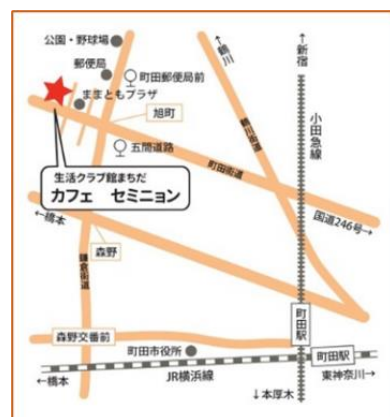 公園・野球場
郵便局
町田郵便局前
ままともプラザ
旭町
五間道路
生活クラブ館まちだ
カフェ　セミニョン
←鶴川
鶴川街道
←新宿
小田急線
町田街道
国道246号→
←橋本
森野
鎌倉街道
町田駅
森野交番前
町田市役所
町田駅
←橋本
JR横浜線
東神奈川→
↓本厚木